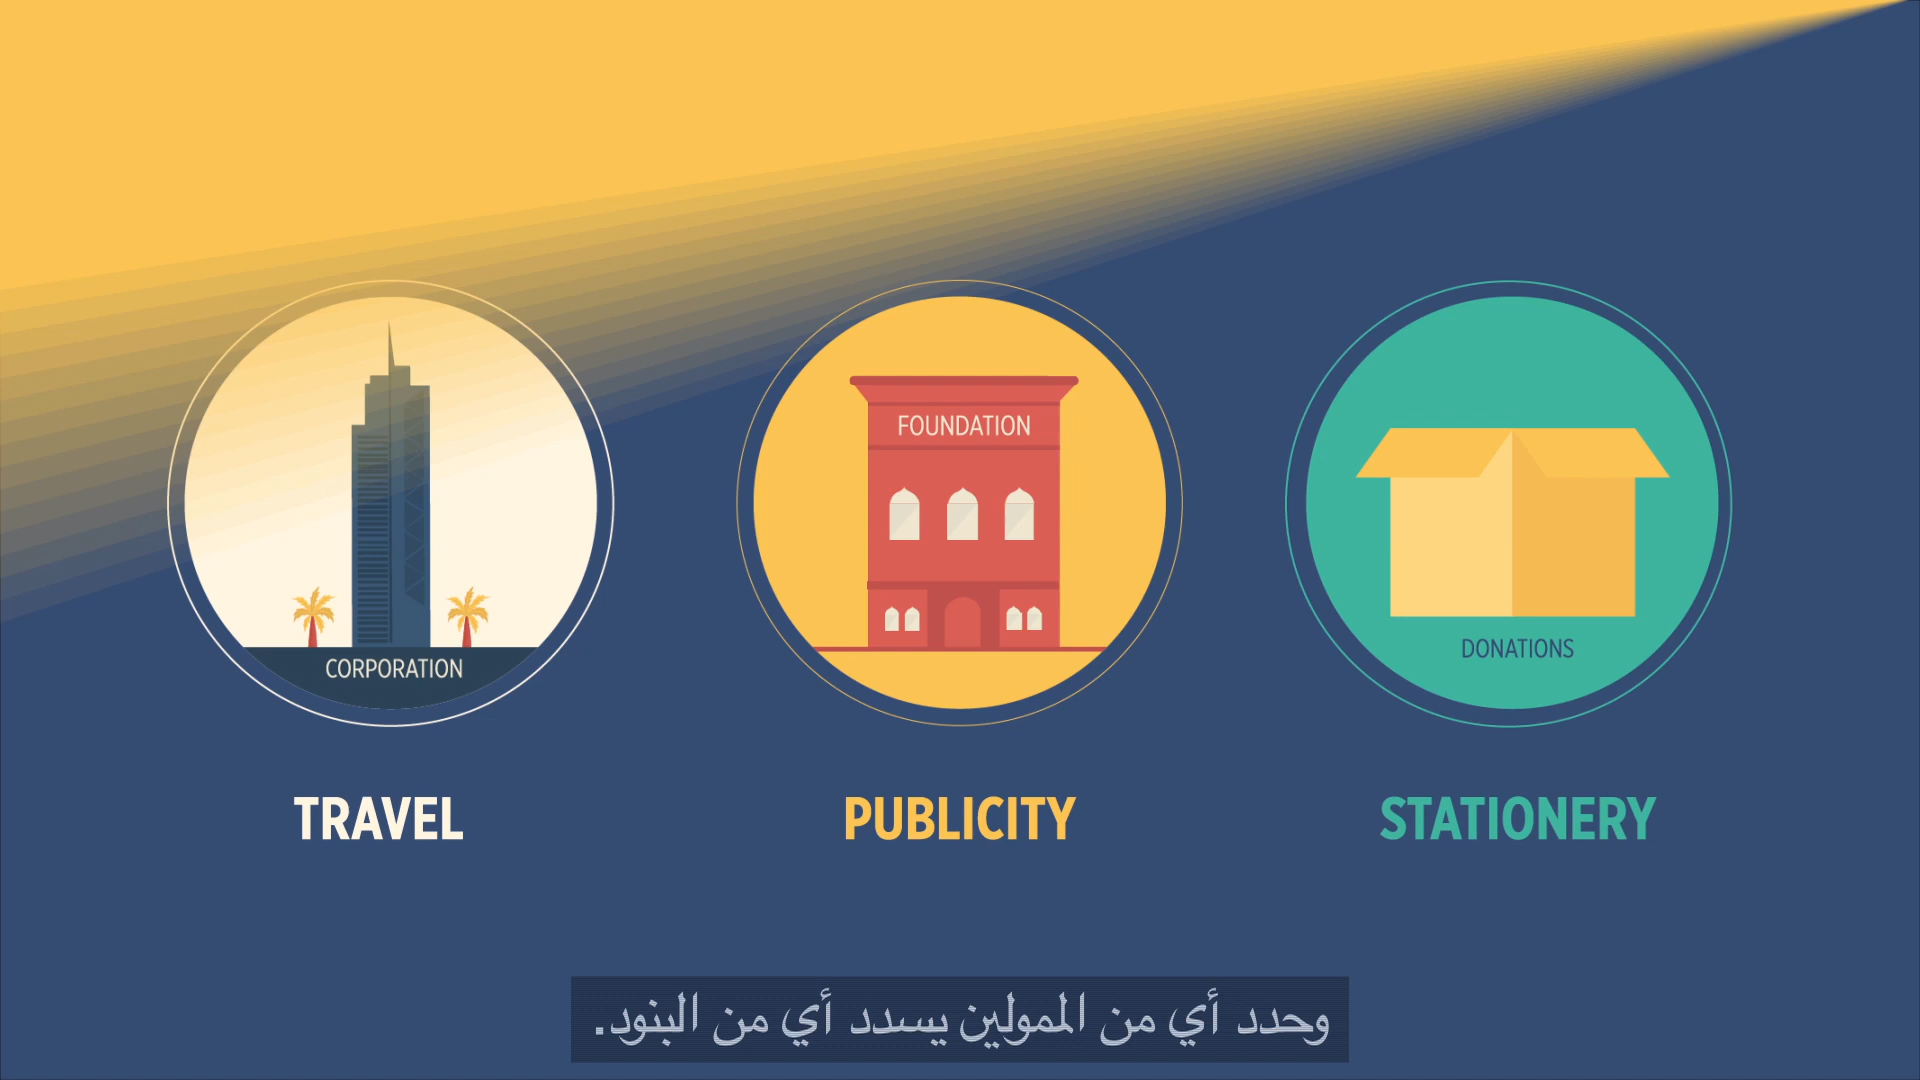 FOUNDATION
CORPORATION
DONATIONS
TRAVEL
PUBLICITY
STATIONERY
وحدد أي من الممولين يسدد أي من البنود.